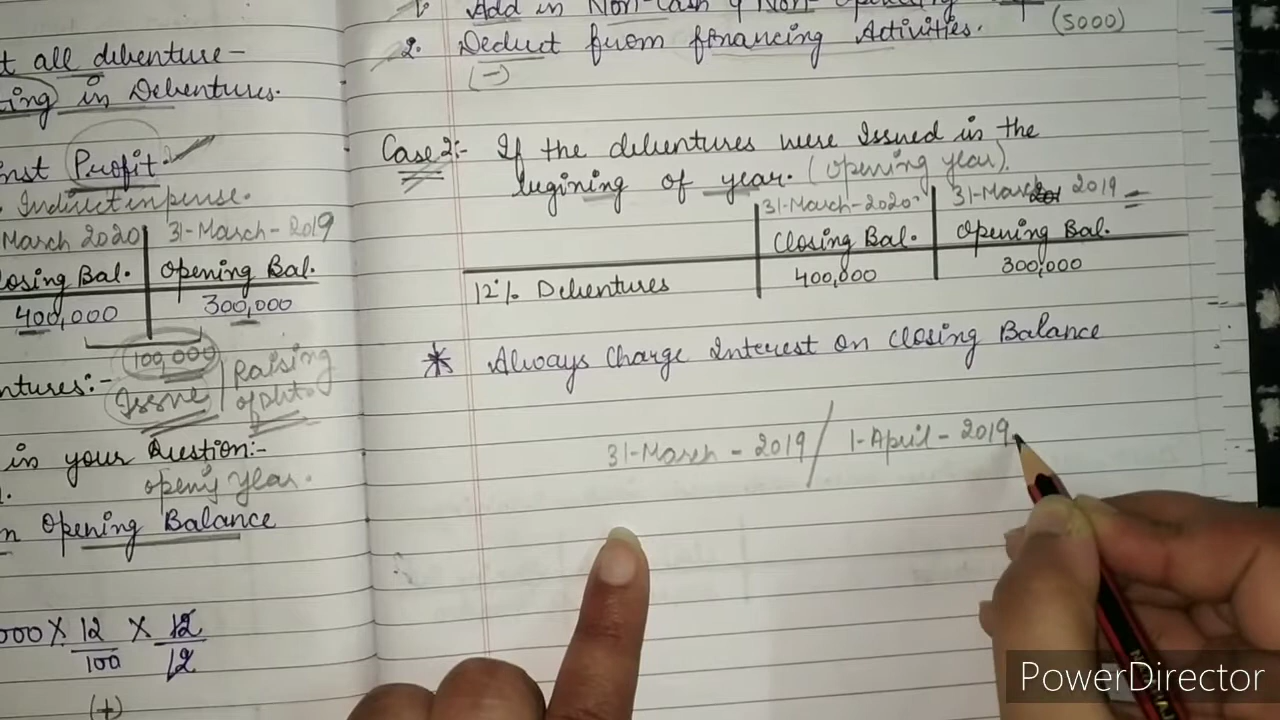 t all debenture-
ting) in Debentures.
nst Profit.
. Indirect expense.
March 2020 31-March-2019
losing Bal. Opening Bal.
400,000 300,000
100,000
ntures:- Issue Raising
of Debt.
in your Question:-
openig Year.
n Opening Balance
000 X 12/100 X 12/12
(+)
Add in Non-Cash & Non-
2. Deduct from financing Activities. (5000)
(-)
Case 2:- If the debentures were Issued in the
begining of year. (opening year).
31-March-2020 31-March 2019
Closing Bal. Opening Bal.
12% Debentures 400,000 300,000
* Always Charge Interest on Closing Balance
31-March-2019 / 1-April-2019
PowerDirector